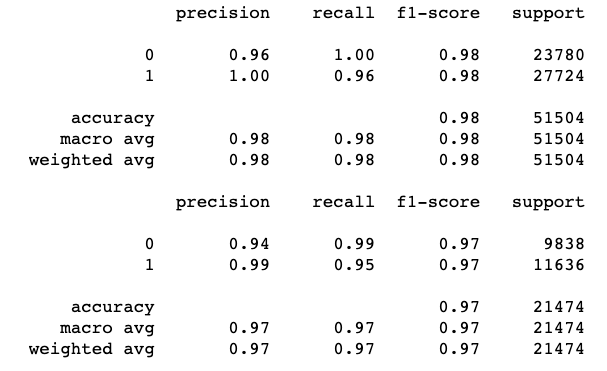 precision recall f1-score support
0 0.96 1.00 0.98 23780
1 1.00 0.96 0.98 27724
accuracy 0.98 51504
macro avg 0.98 0.98 0.98 51504
weighted avg 0.98 0.98 0.98 51504
precision recall f1-score support
0 0.94 0.99 0.97 9838
1 0.99 0.95 0.97 11636
accuracy 0.97 21474
macro avg 0.97 0.97 0.97 21474
weighted avg 0.97 0.97 0.97 21474